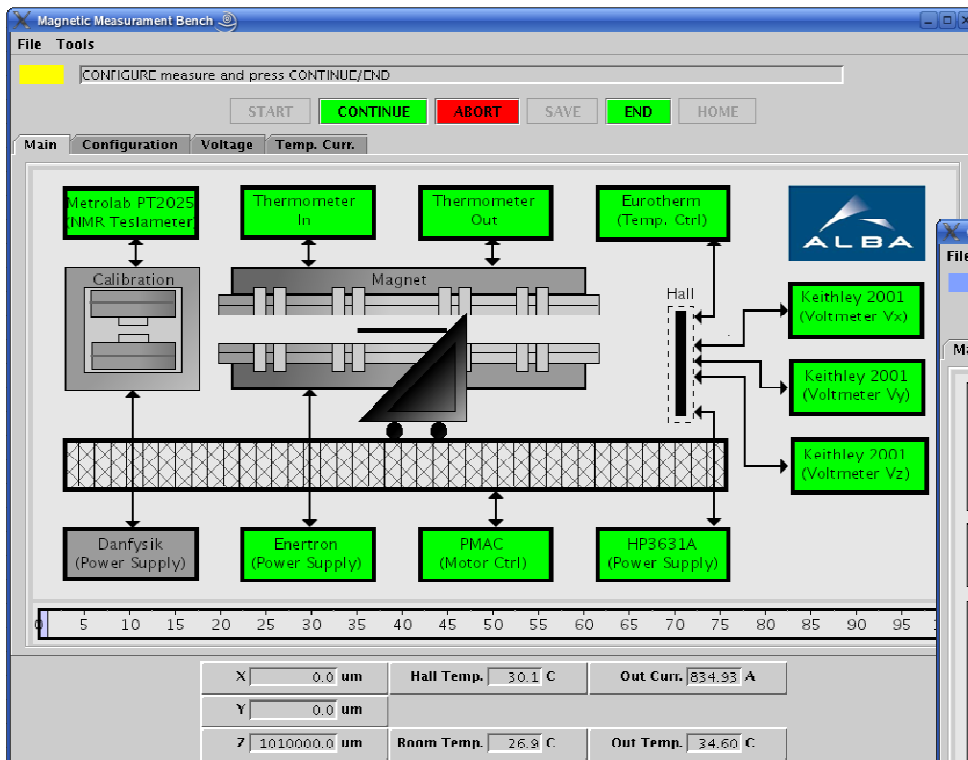 Magnetic Measurement Bench
File Tools
CONFIGURE measure and press CONTINUE/END
START CONTINUE ABORT SAVE END HOME
Main Configuration Voltage Temp. Curr.
Metrolab PT2025
(NMR Teslameter)
Thermometer
In
Thermometer
Out
Eurotherm
(Temp. Ctrl)
ALBA
File
Calibration
Magnet
Hall
Keithley 2001
(Voltmeter Vx)
Keithley 2001
(Voltmeter Vy)
Keithley 2001
(Voltmeter Vz)
Danfysik
(Power Supply)
Enertron
(Power Supply)
PMAC
(Motor Ctrl)
HP3631A
(Power Supply)
0 5 10 15 20 25 30 35 40 45 50 55 60 65 70 75 80 85 90 95
X 0.0 um Hall Temp. 30.1 C Out Curr. 834.93 A
Y 0.0 um
Z 1010000.0 um Room Temp. 26.9 C Out Temp. 34.60 C